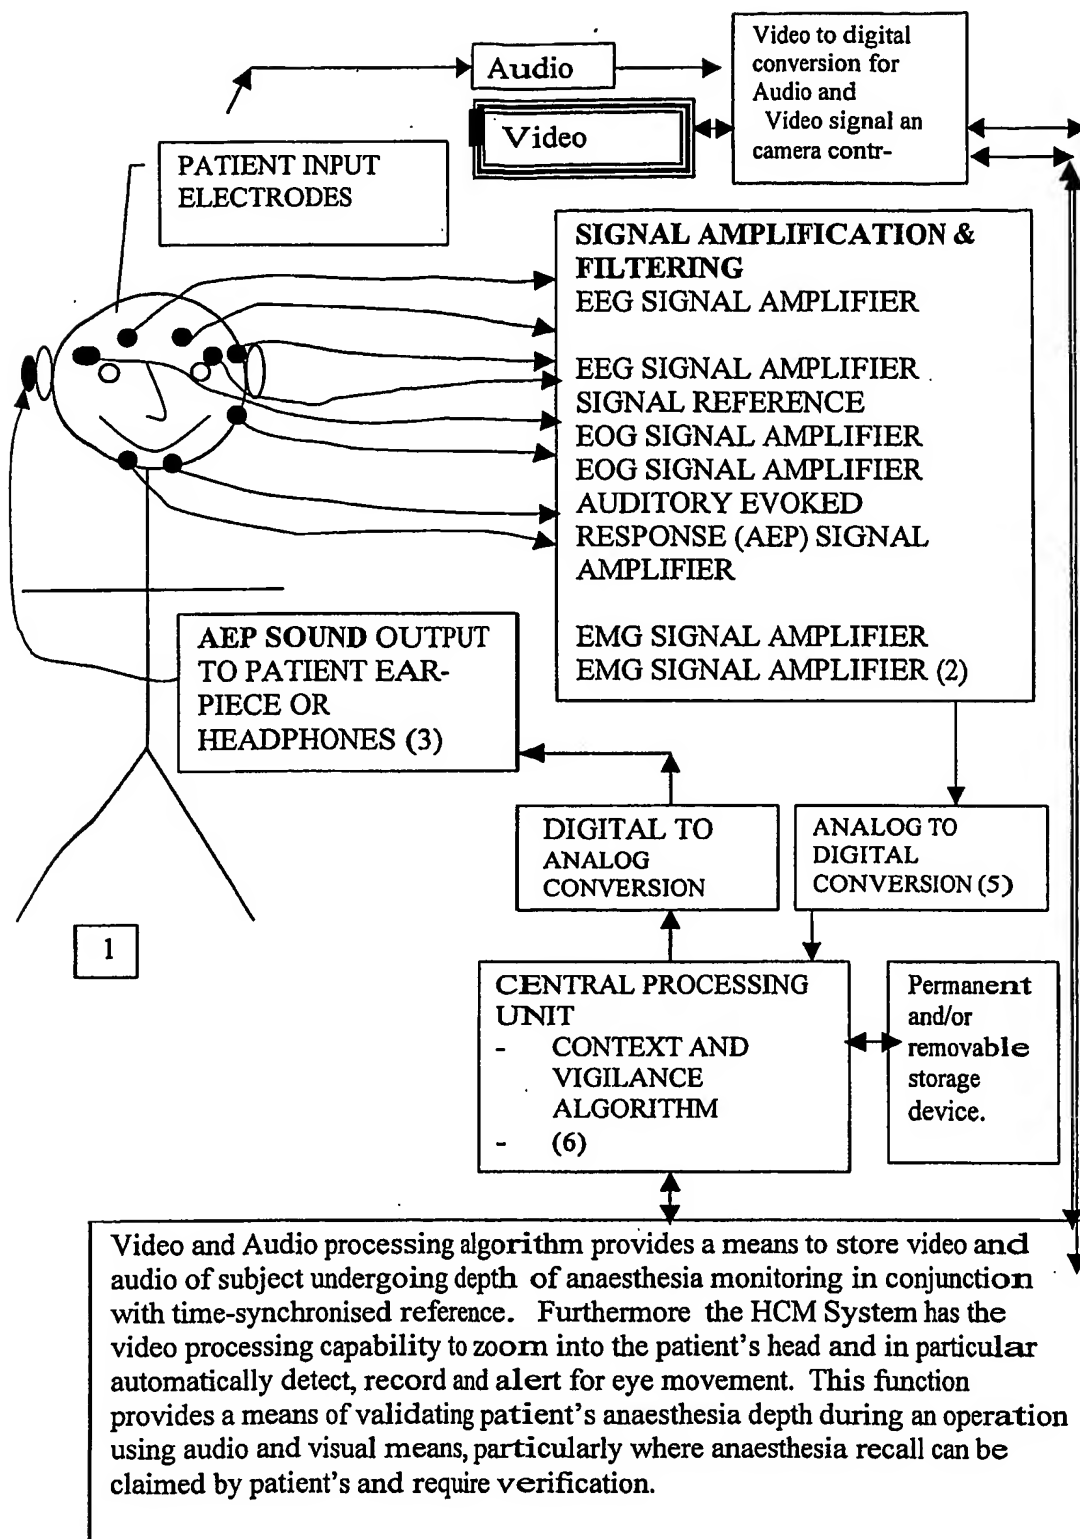 Audio
Video
Video to digital
conversion for
Audio and
Video signal an
camera contr-
PATIENT INPUT
ELECTRODES
SIGNAL AMPLIFICATION &
FILTERING
EEG SIGNAL AMPLIFIER
EEG SIGNAL AMPLIFIER
SIGNAL REFERENCE
EOG SIGNAL AMPLIFIER
EOG SIGNAL AMPLIFIER
AUDITORY EVOKED
RESPONSE (AEP) SIGNAL
AMPLIFIER
EMG SIGNAL AMPLIFIER
EMG SIGNAL AMPLIFIER (2)
AEP SOUND OUTPUT
TO PATIENT EAR-
PIECE OR
HEADPHONES (3)
DIGITAL TO
ANALOG
CONVERSION
ANALOG TO
DIGITAL
CONVERSION (5)
1
CENTRAL PROCESSING
UNIT
- CONTEXT AND
VIGILANCE
ALGORITHM
- (6)
Permanent
and/or
removable
storage
device.
Video and Audio processing algorithm provides a means to store video and
audio of subject undergoing depth of anaesthesia monitoring in conjunction
with time-synchronised reference. Furthermore the HCM System has the
video processing capability to zoom into the patient's head and in particular
automatically detect, record and alert for eye movement. This function
provides a means of validating patient's anaesthesia depth during an operation
using audio and visual means, particularly where anaesthesia recall can be
claimed by patient's and require verification.